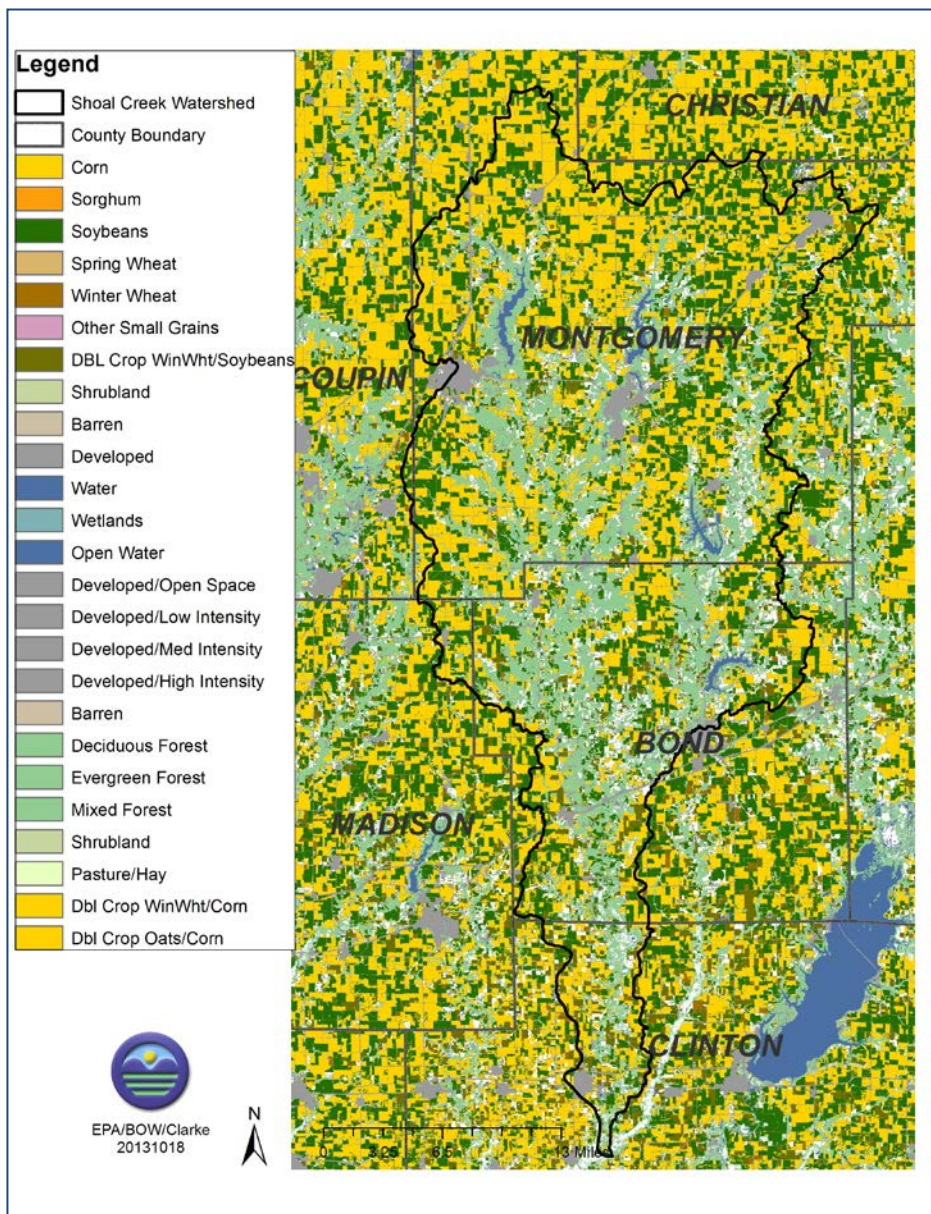 Legend
Shoal Creek Watershed
County Boundary
Corn
Sorghum
Soybeans
Spring Wheat
Winter Wheat
Other Small Grains
DBL Crop WinWht/Soybeans
Shrubland
Barren
Developed
Water
Wetlands
Open Water
Developed/Open Space
Developed/Low Intensity
Developed/Med Intensity
Developed/High Intensity
Barren
Deciduous Forest
Evergreen Forest
Mixed Forest
Shrubland
Pasture/Hay
Dbl Crop WinWht/Corn
Dbl Crop Oats/Corn
EPA/BOW/Clarke
20131018
N
CHRISTIAN
MONTGOMERY
COUPIN
BOND
MADISON
CLINTON
0 3.25 6.5 13 Miles